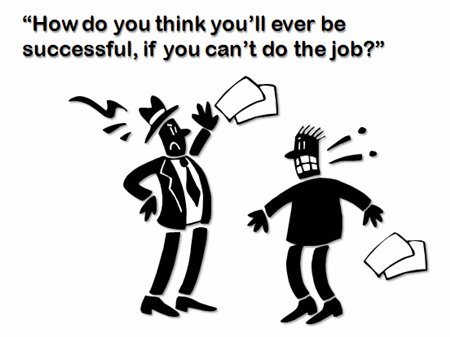 “How do you think you’ll ever be
successful, if you can’t do the job?”